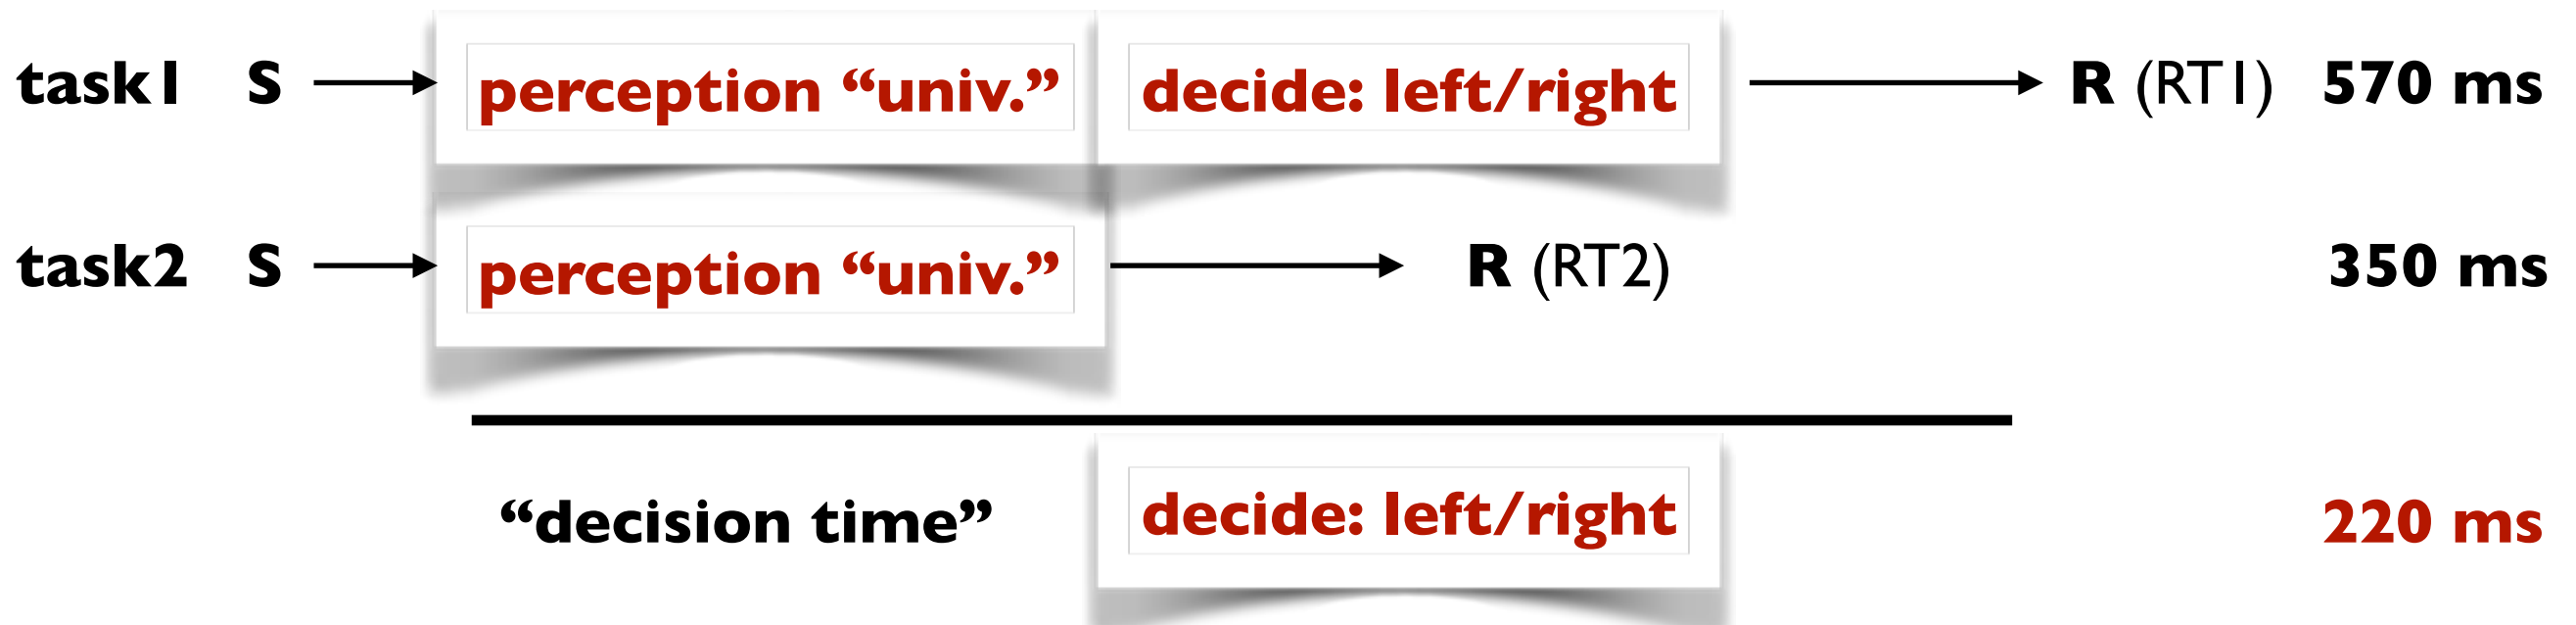 task1 S perception “univ.” decide: left/right R (RT1) 570 ms
task2 S perception “univ.” R (RT2) 350 ms
“decision time” decide: left/right 220 ms